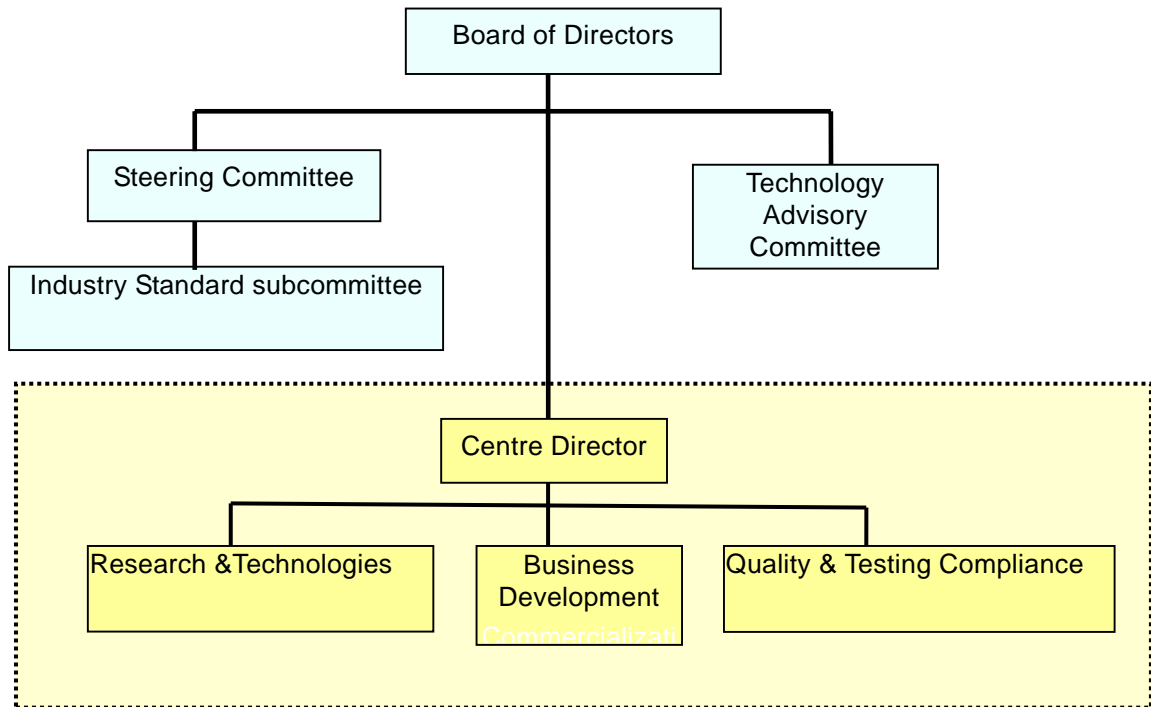 Board of Directors
Steering Committee
Technology
Advisory
Committee
Industry Standard subcommittee
Centre Director
Research &Technologies
Business
Development
Commercializati
Quality & Testing Compliance